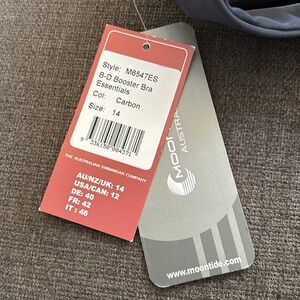 Style: M6547ES
B-D Booster Bra
Essentials
Col: Carbon
Size: 14
THE AUSTRALIAN SWIMWEAR COMPANY
AU/NZ/UK: 14
USA/CAN: 12
DE: 40
FR: 42
IT : 46
www.moontide.com